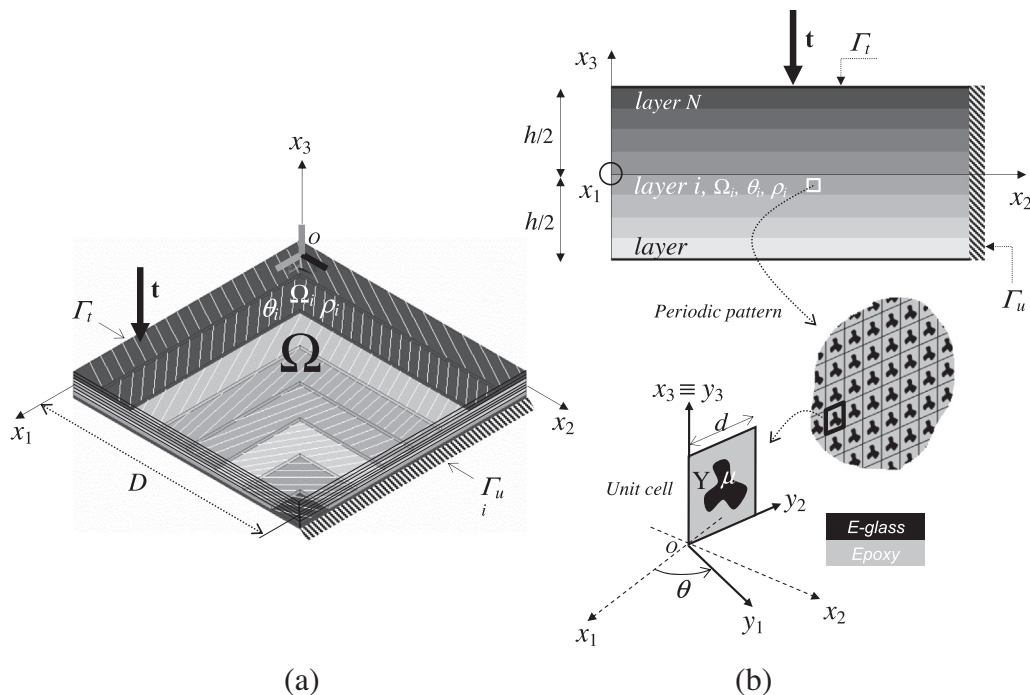 x₃
O
t
Γt
θi Ωi ρi
Ω
x₁
x₂
D
Γu
i
(a)
x₃
t
Γt
layer N
h/2
x₁
layer i, Ωi, θi, ρi
x₂
h/2
layer
Γu
Periodic pattern
x₃ ≡ y₃
d
Y μ
Unit cell
y₂
E-glass
Epoxy
O
θ
x₁
y₁
x₂
(b)